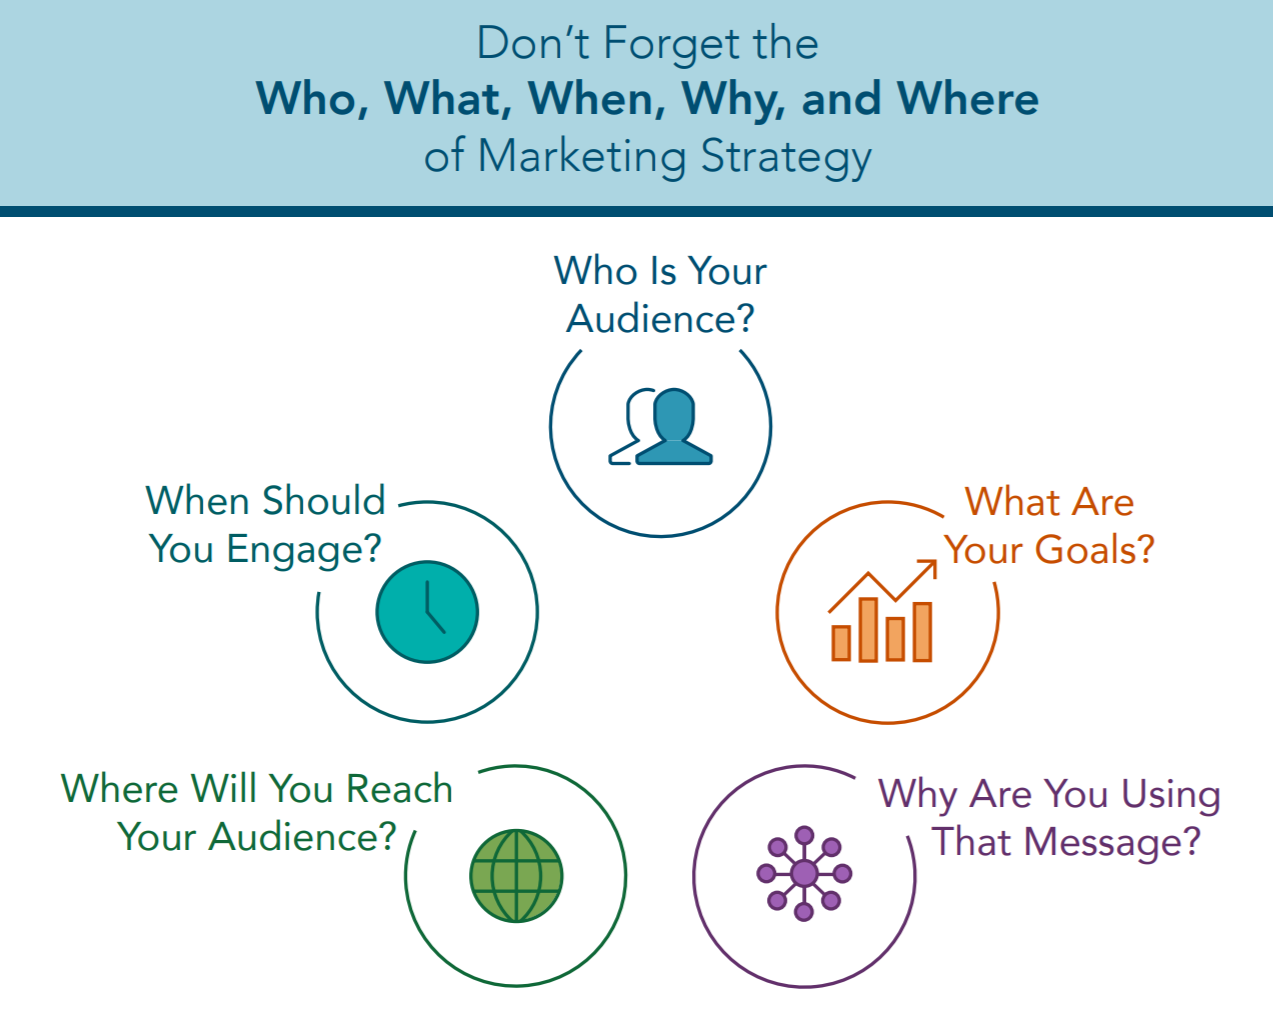 Don't Forget the
Who, What, When, Why, and Where
of Marketing Strategy
Who Is Your
Audience?
When Should
You Engage?
What Are
Your Goals?
Where Will You Reach
Your Audience?
Why Are You Using
That Message?